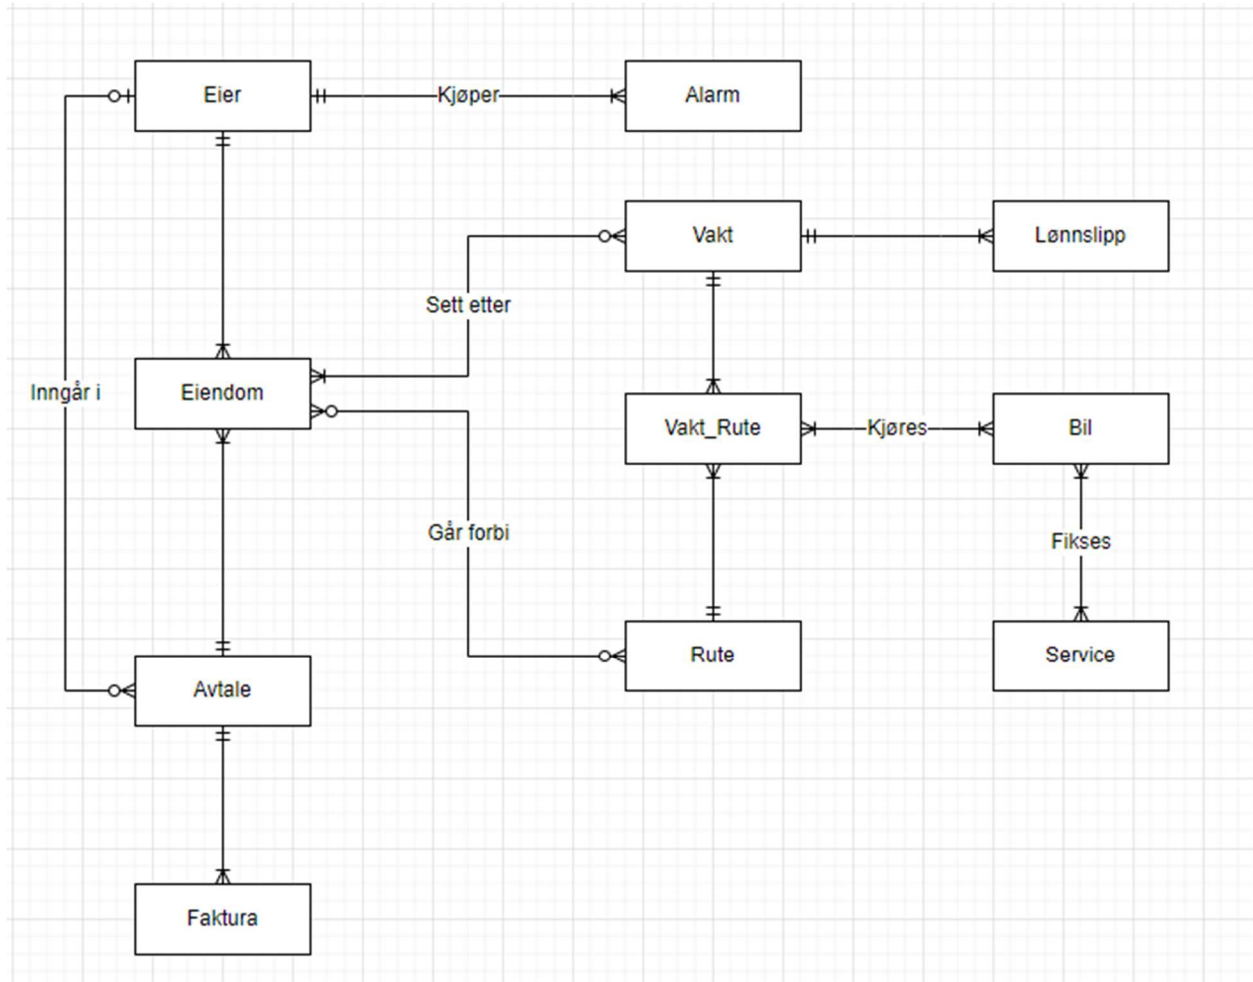 Eier
Kjøper
Alarm
Vakt
Lønnslipp
Sett etter
Inngår i
Eiendom
Vakt_Rute
Kjøres
Bil
Går forbi
Fikses
Rute
Service
Avtale
Faktura